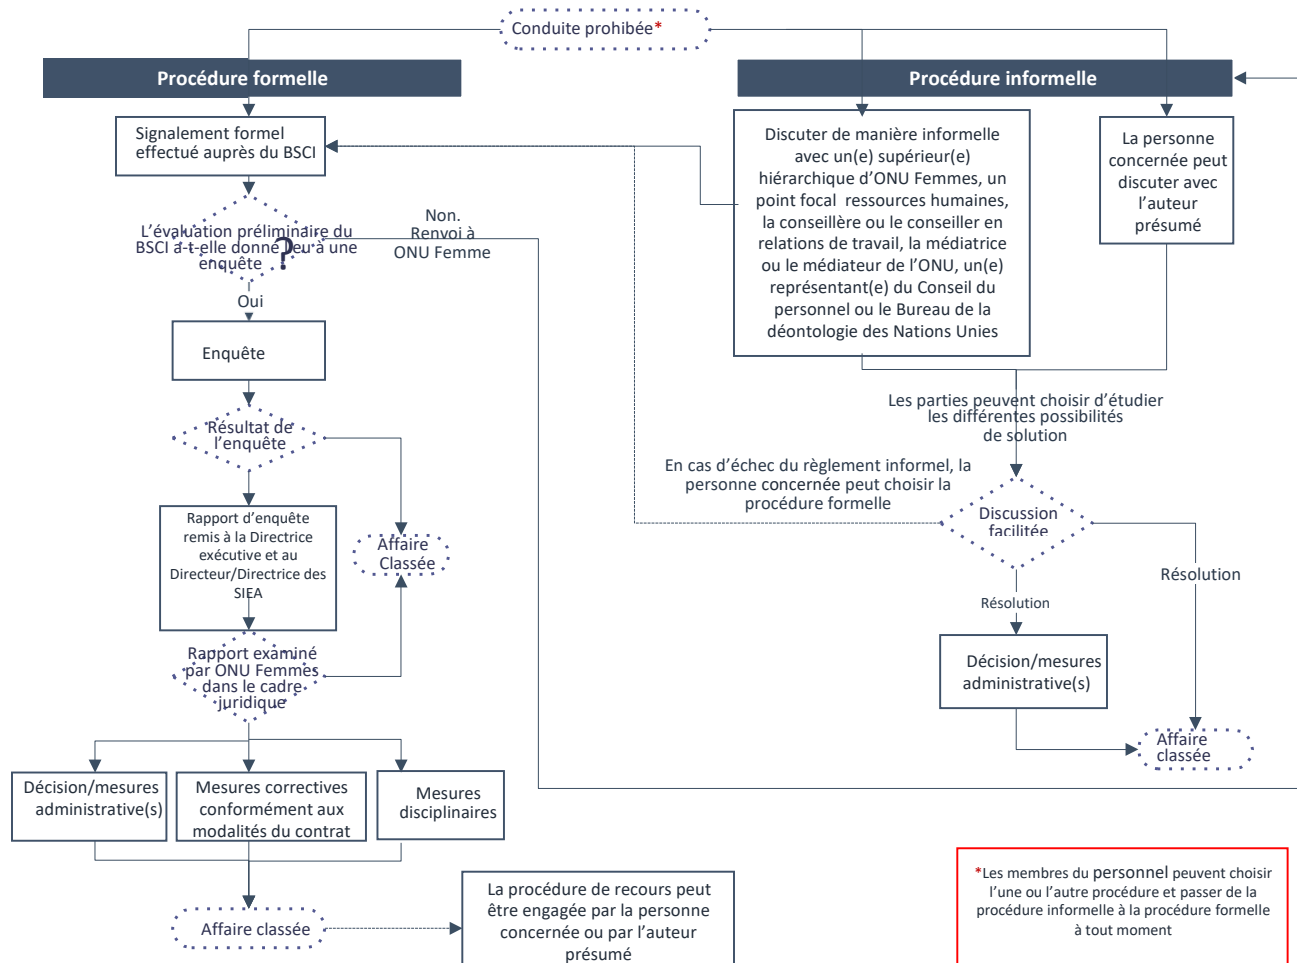 Conduite prohibée*
Procédure formelle
Procédure informelle
Signalement formel
effectué auprès du BSCI
Discuter de manière informelle
avec un(e) supérieur(e)
hiérarchique d’ONU Femmes, un
point focal ressources humaines,
la conseillère ou le conseiller en
relations de travail, la médiatrice
ou le médiateur de l’ONU, un(e)
représentant(e) du Conseil du
personnel ou le Bureau de la
déontologie des Nations Unies
La personne
concernée peut
discuter avec
l’auteur
présumé
L’évaluation préliminaire du
BSCI a-t-elle donné lieu à une
enquête ?
Non.
Renvoi à
ONU Femme
Oui
Enquête
Résultat de
l’enquête
Les parties peuvent choisir d’étudier
les différentes possibilités
de solution
En cas d’échec du règlement informel, la
personne concernée peut choisir la
procédure formelle
Discussion
facilitée
Rapport d’enquête
remis à la Directrice
exécutive et au
Directeur/Directrice des
SIEA
Affaire
Classée
Résolution
Résolution
Rapport examiné
par ONU Femmes
dans le cadre
juridique
Décision/mesures
administrative(s)
Affaire
classée
Décision/mesures
administrative(s)
Mesures correctives
conformément aux
modalités du contrat
Mesures
disciplinaires
Affaire classée
La procédure de recours peut
être engagée par la personne
concernée ou par l’auteur
présumé
*Les membres du personnel peuvent choisir
l’une ou l’autre procédure et passer de la
procédure informelle à la procédure formelle
à tout moment